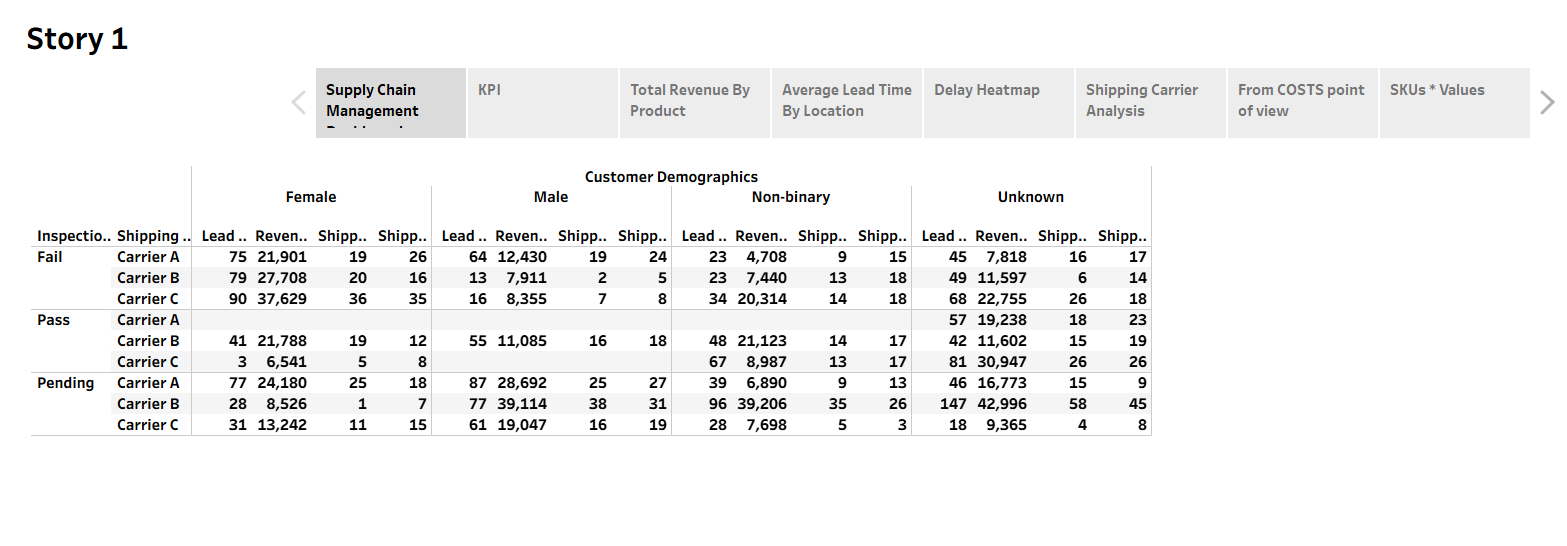 Story 1
Supply Chain Management
KPI
Total Revenue By Product
Average Lead Time By Location
Delay Heatmap
Shipping Carrier Analysis
From COSTS point of view
SKUs * Values
Customer Demographics
Female Male Non-binary Unknown
Inspectio.. Shipping .. Lead .. Reven.. Shipp.. Shipp.. Lead .. Reven.. Shipp.. Shipp.. Lead .. Reven.. Shipp.. Shipp.. Lead .. Reven.. Shipp.. Shipp..
Fail Carrier A 75 21,901 19 26 64 12,430 19 24 23 4,708 9 15 45 7,818 16 17
Carrier B 79 27,708 20 16 13 7,911 2 5 23 7,440 13 18 49 11,597 6 14
Carrier C 90 37,629 36 35 16 8,355 7 8 34 20,314 14 18 68 22,755 26 18
Pass Carrier A 57 19,238 18 23
Carrier B 41 21,788 19 12 55 11,085 16 18 48 21,123 14 17 42 11,602 15 19
Carrier C 3 6,541 5 8 67 8,987 13 17 81 30,947 26 26
Pending Carrier A 77 24,180 25 18 87 28,692 25 27 39 6,890 9 13 46 16,773 15 9
Carrier B 28 8,526 1 7 77 39,114 38 31 96 39,206 35 26 147 42,996 58 45
Carrier C 31 13,242 11 15 61 19,047 16 19 28 7,698 5 3 18 9,365 4 8